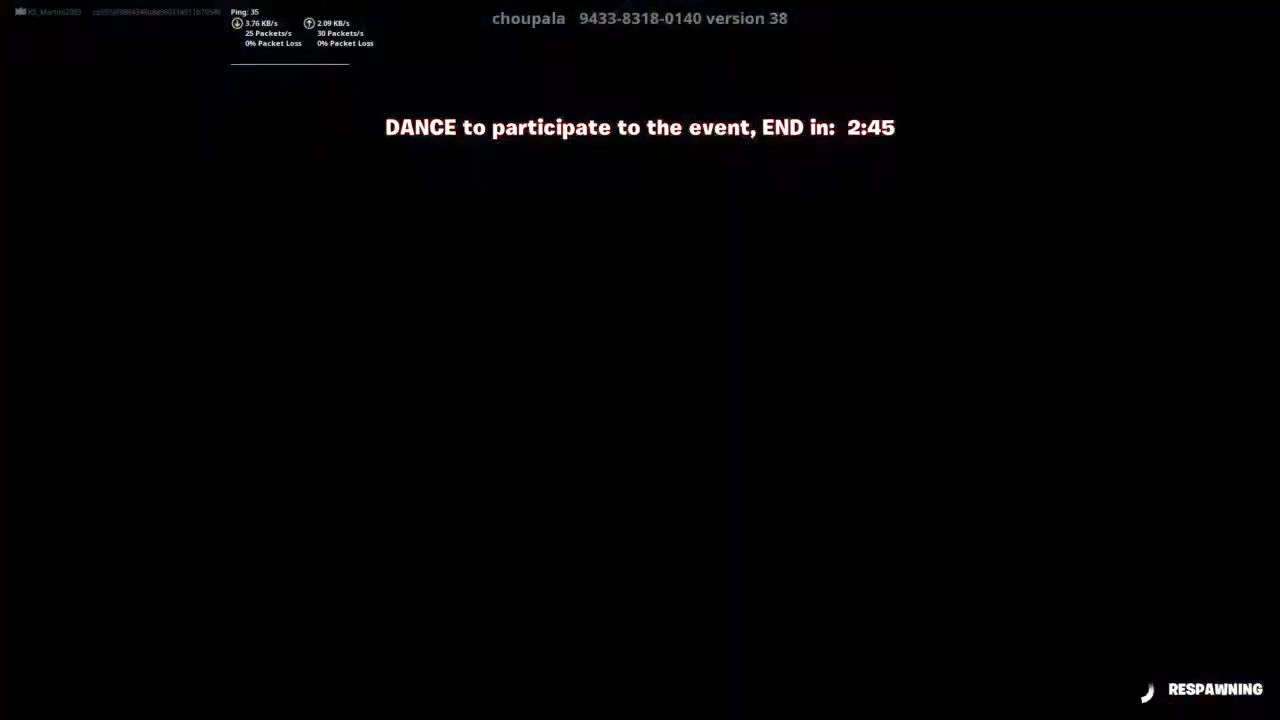 Ping: 35
3.76 KB/s 2.09 KB/s
25 Packets/s 30 Packets/s
0% Packet Loss 0% Packet Loss
choupala 9433-8318-0140 version 38
DANCE to participate to the event, END in: 2:45
RESPAWNING